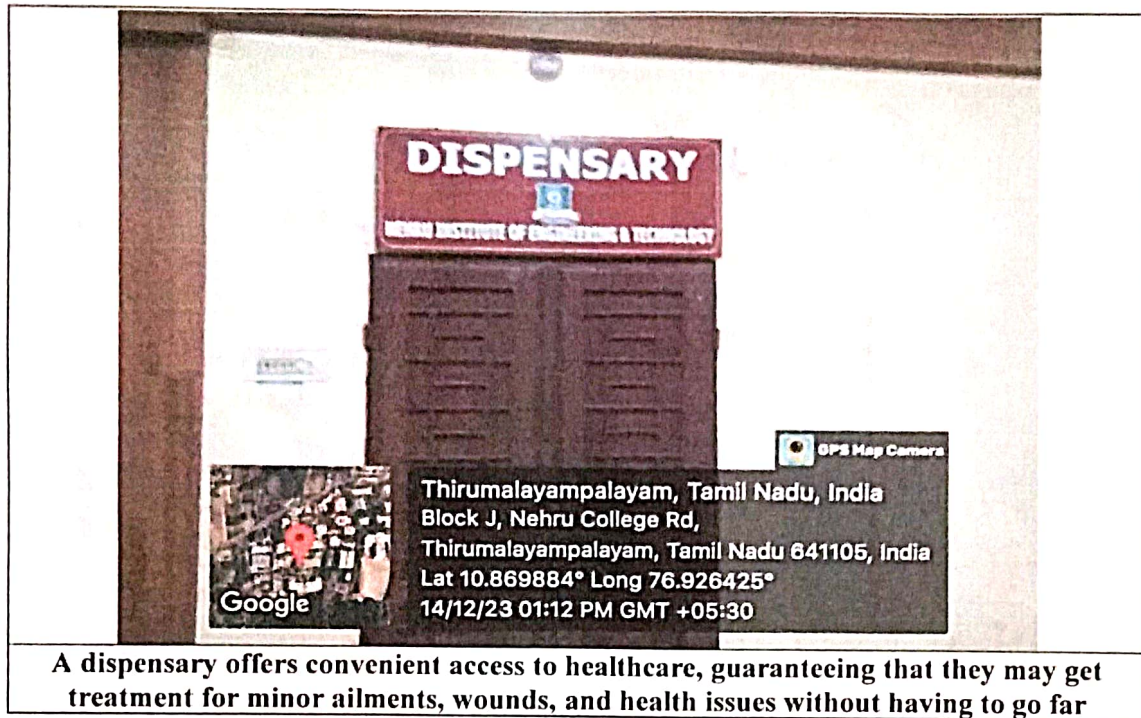 DISPENSARY
NEHRU INSTITUTE OF ENGINEERING & TECHNOLOGY
GPS Map Camera
Thirumalayampalayam, Tamil Nadu, India
Block J, Nehru College Rd,
Thirumalayampalayam, Tamil Nadu 641105, India
Lat 10.869884° Long 76.926425°
14/12/23 01:12 PM GMT +05:30
Google
A dispensary offers convenient access to healthcare, guaranteeing that they may get
treatment for minor ailments, wounds, and health issues without having to go far